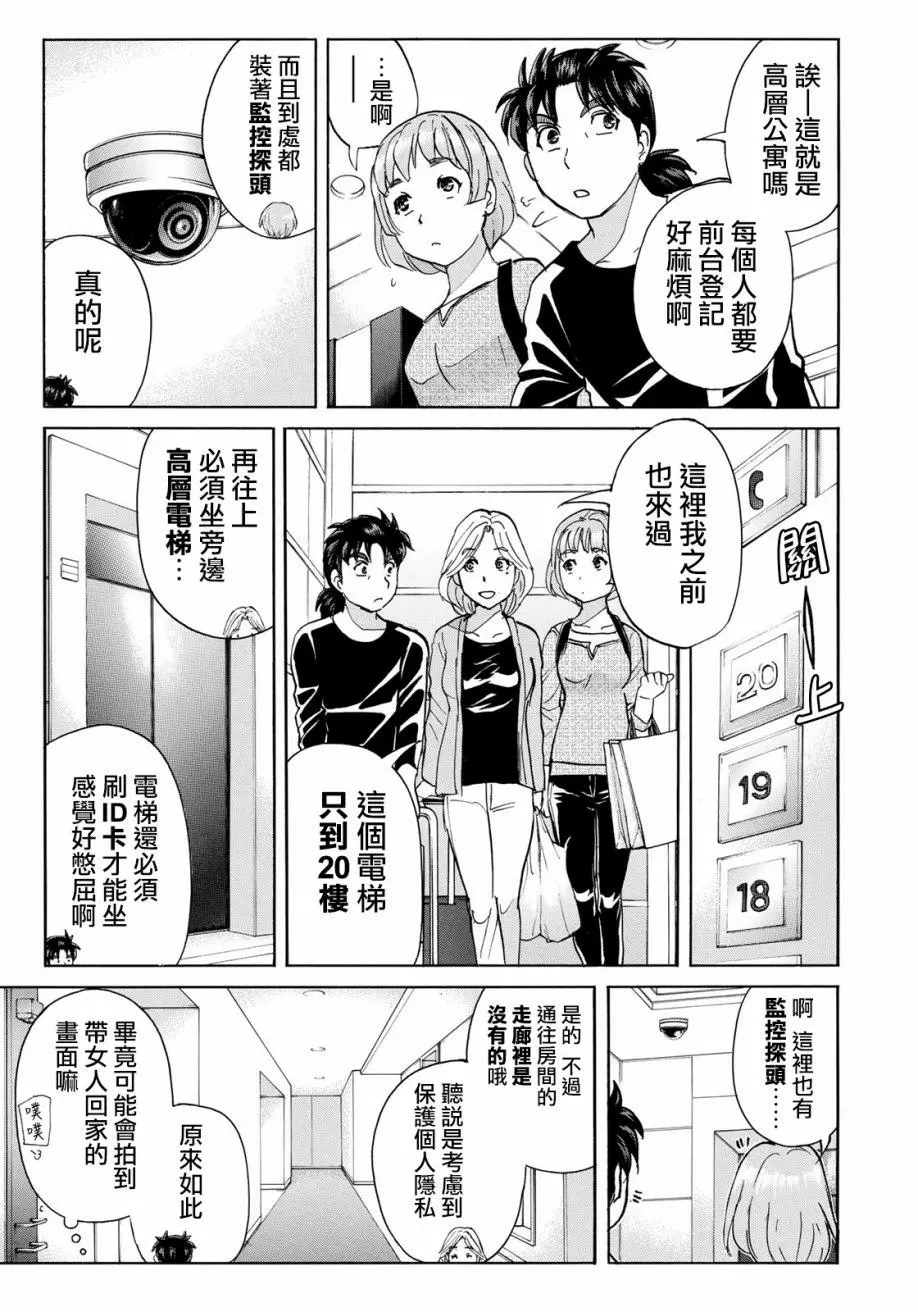 誒—這就是
高層公寓嗎
每個人都要
前台登記
好麻煩啊
…是啊
——
而且到處都
裝著監控探頭
真的呢
關
上
20
19
18
這裡我之前
也來過
這個電梯
只到20樓
再往上
必須坐旁邊
高層電梯…
電梯還必須
刷ID卡才能坐
感覺好憋屈啊
啊 這裡也有
監控探頭……
是的 不過
通往房間的
走廊裡是
沒有的哦
聽說是考慮到
保護個人隱私
原來如此
畢竟可能會拍到
帶女人回家的
畫面嘛
噗噗